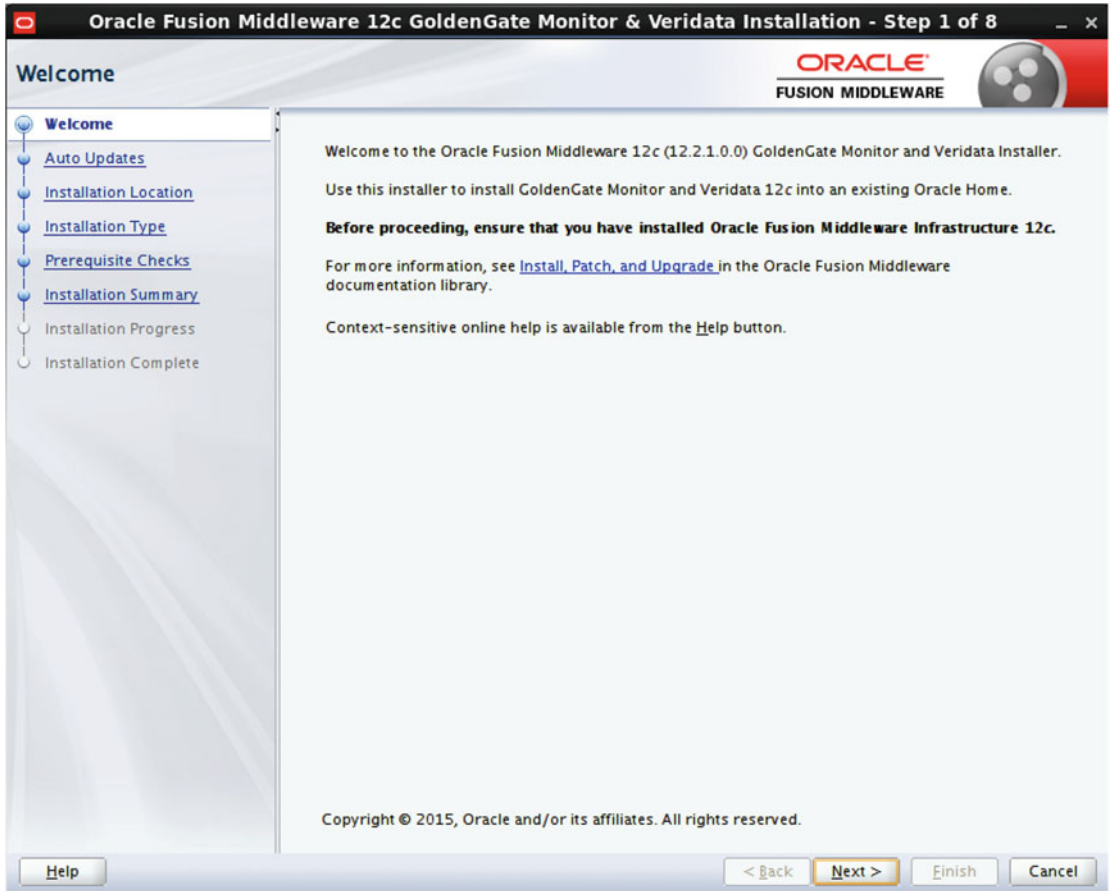 Oracle Fusion Middleware 12c GoldenGate Monitor & Veridata Installation - Step 1 of 8
Welcome
ORACLE
FUSION MIDDLEWARE
Welcome
Auto Updates
Installation Location
Installation Type
Prerequisite Checks
Installation Summary
Installation Progress
Installation Complete
Welcome to the Oracle Fusion Middleware 12c (12.2.1.0.0) GoldenGate Monitor and Veridata Installer.
Use this installer to install GoldenGate Monitor and Veridata 12c into an existing Oracle Home.
Before proceeding, ensure that you have installed Oracle Fusion Middleware Infrastructure 12c.
For more information, see Install, Patch, and Upgrade in the Oracle Fusion Middleware
documentation library.
Context-sensitive online help is available from the Help button.
Copyright © 2015, Oracle and/or its affiliates. All rights reserved.
Help
< Back
Next >
Finish
Cancel